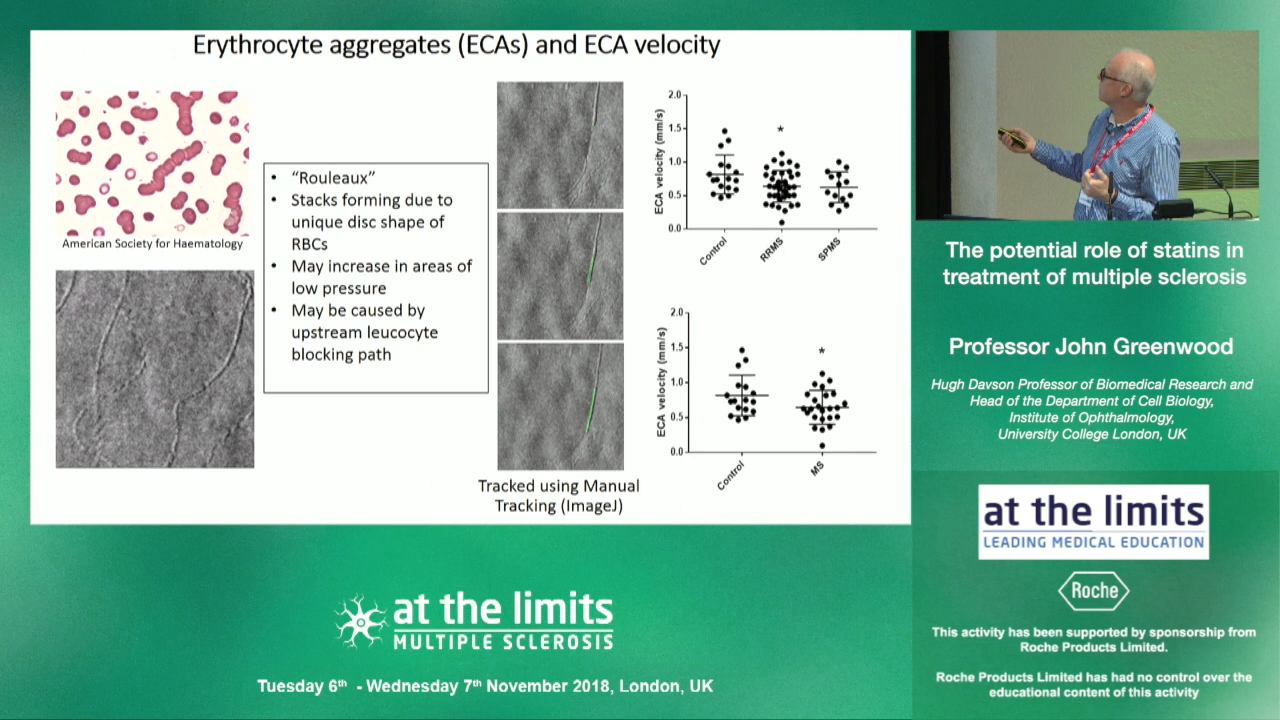 Erythrocyte aggregates (ECAs) and ECA velocity
American Society for Haematology
• "Rouleaux"
• Stacks forming due to
unique disc shape of
RBCs
• May increase in areas of
low pressure
• May be caused by
upstream leucocyte
blocking path
Tracked using Manual
Tracking (ImageJ)
ECA velocity (mm/s)
2.0
1.5
1.0
0.5
0.0
*
Control
RRMS
SPMS
ECA velocity (mm/s)
2.0
1.5
1.0
0.5
0.0
*
Control
MS
The potential role of statins in
treatment of multiple sclerosis
Professor John Greenwood
Hugh Davson Professor of Biomedical Research and
Head of the Department of Cell Biology,
Institute of Ophthalmology,
University College London, UK
at the limits
LEADING MEDICAL EDUCATION
Roche
This activity has been supported by sponsorship from
Roche Products Limited.
Roche Products Limited has had no control over the
educational content of this activity
at the limits
MULTIPLE SCLEROSIS
Tuesday 6th - Wednesday 7th November 2018, London, UK